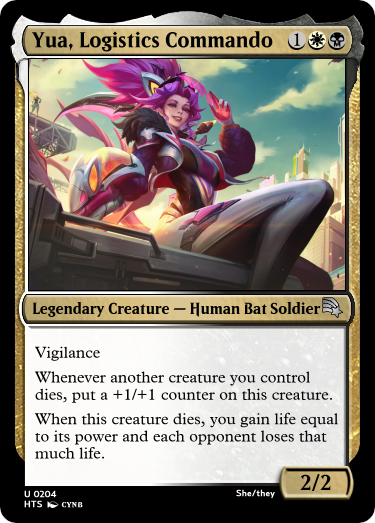 Yua, Logistics Commando 1
Legendary Creature — Human Bat Soldier
Vigilance
Whenever another creature you control
dies, put a +1/+1 counter on this creature.
When this creature dies, you gain life equal
to its power and each opponent loses that
much life.
2/2
U 0204
She/they
HTS CYNB